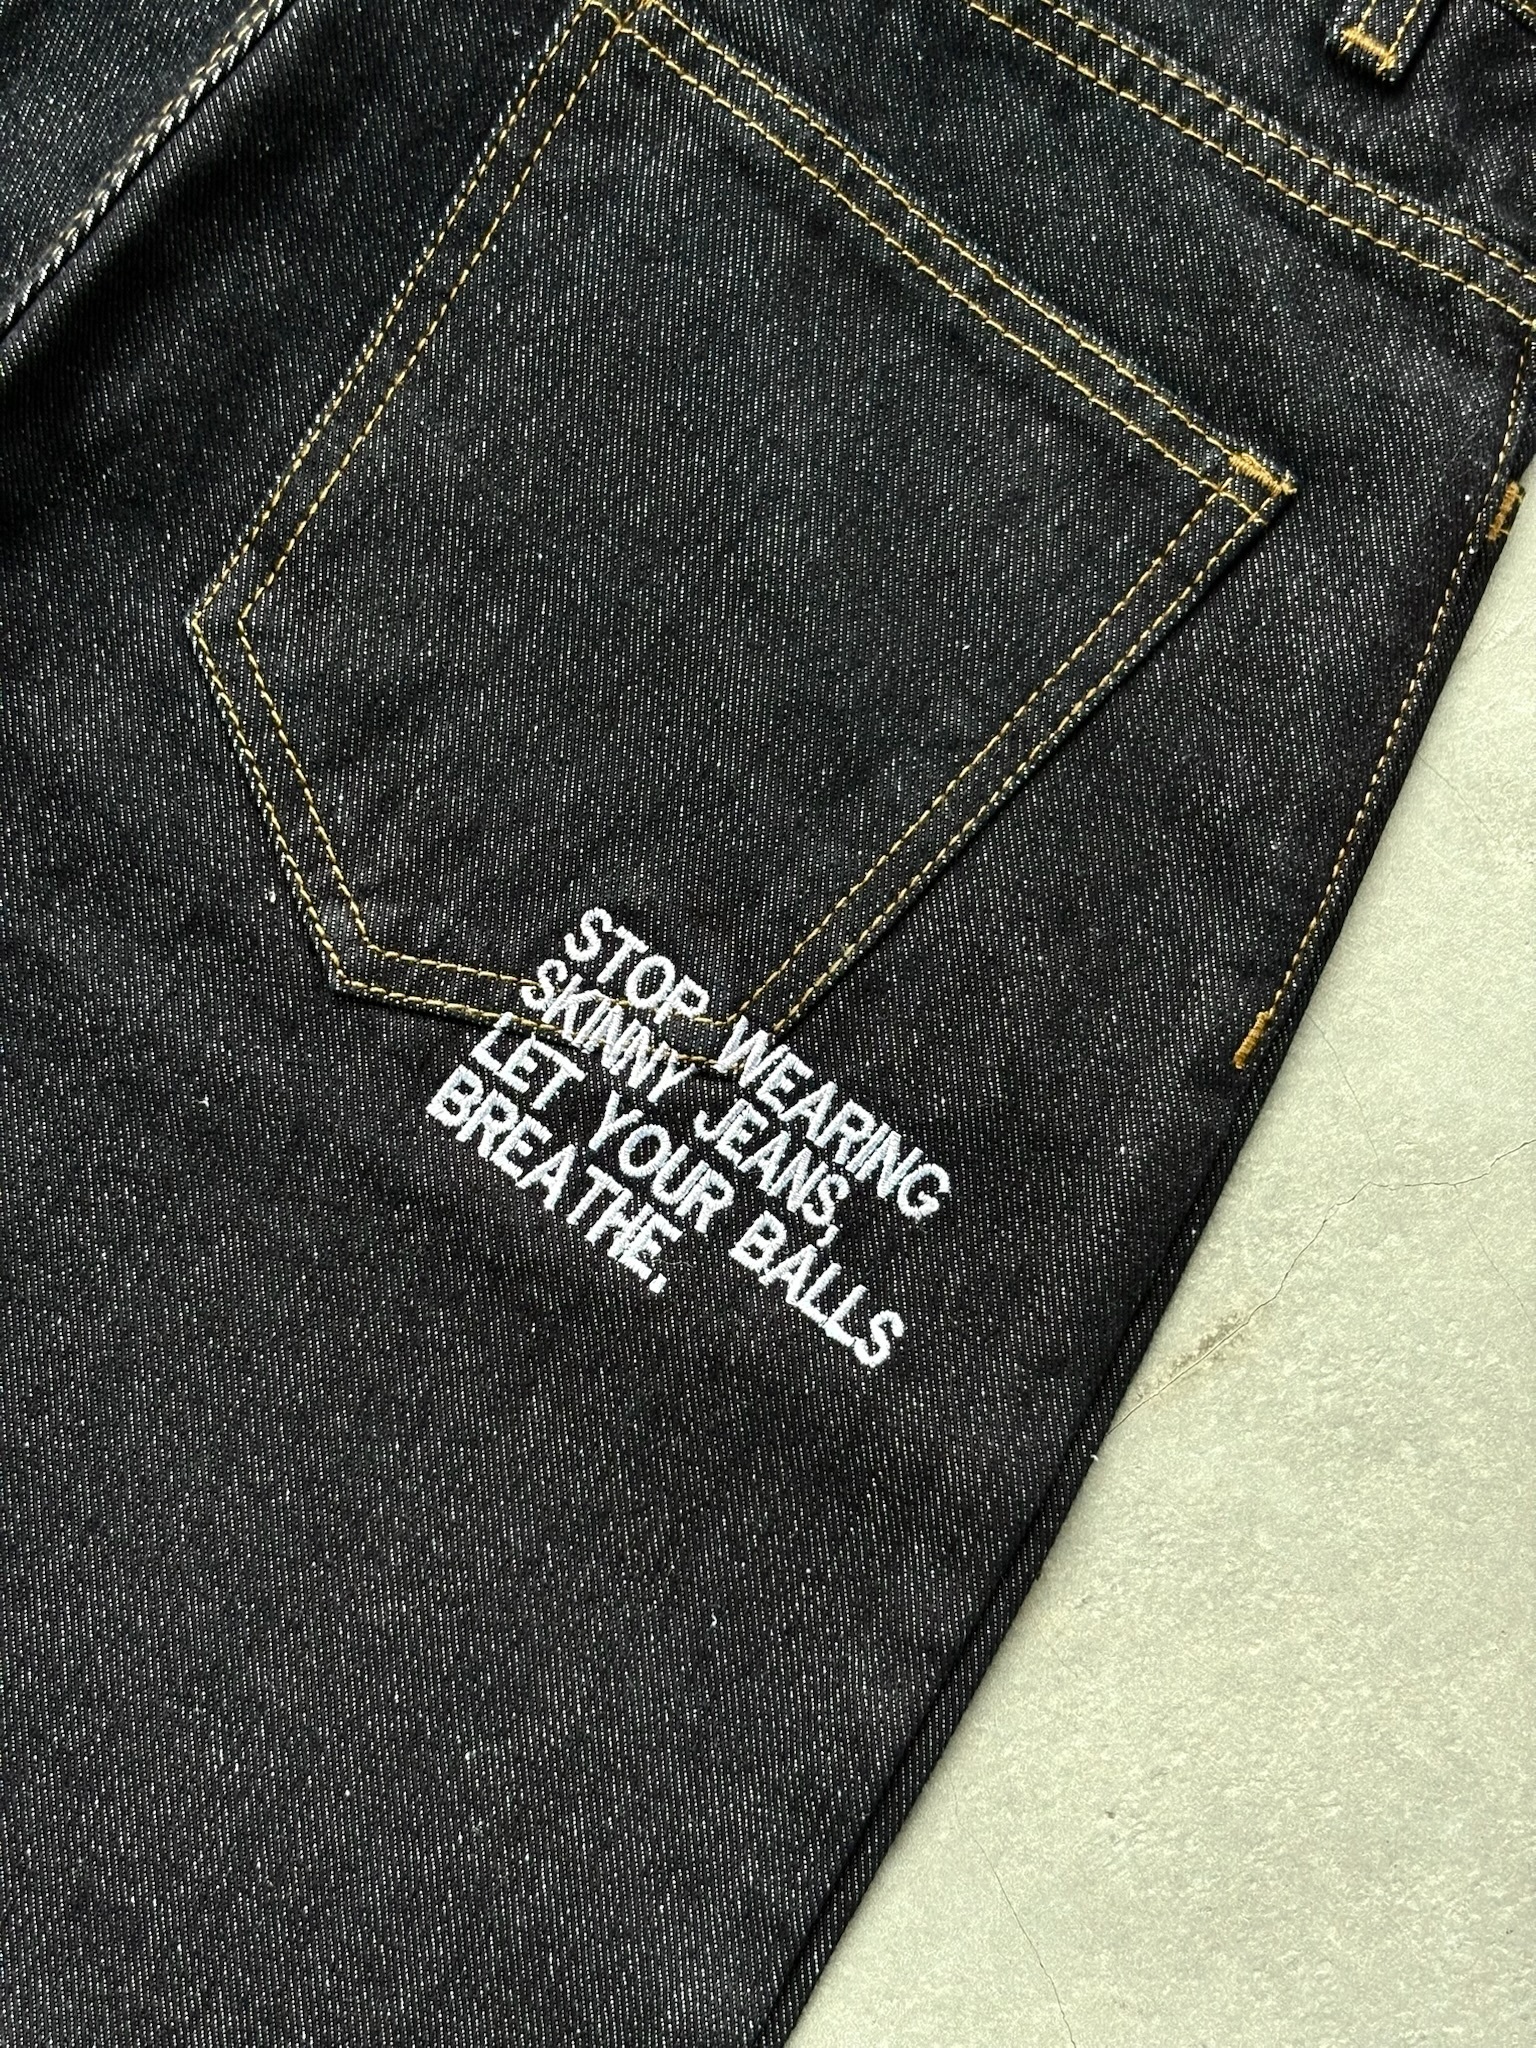 STOP WEARING
SKINNY JEANS,
LET YOUR BALLS
BREATHE.